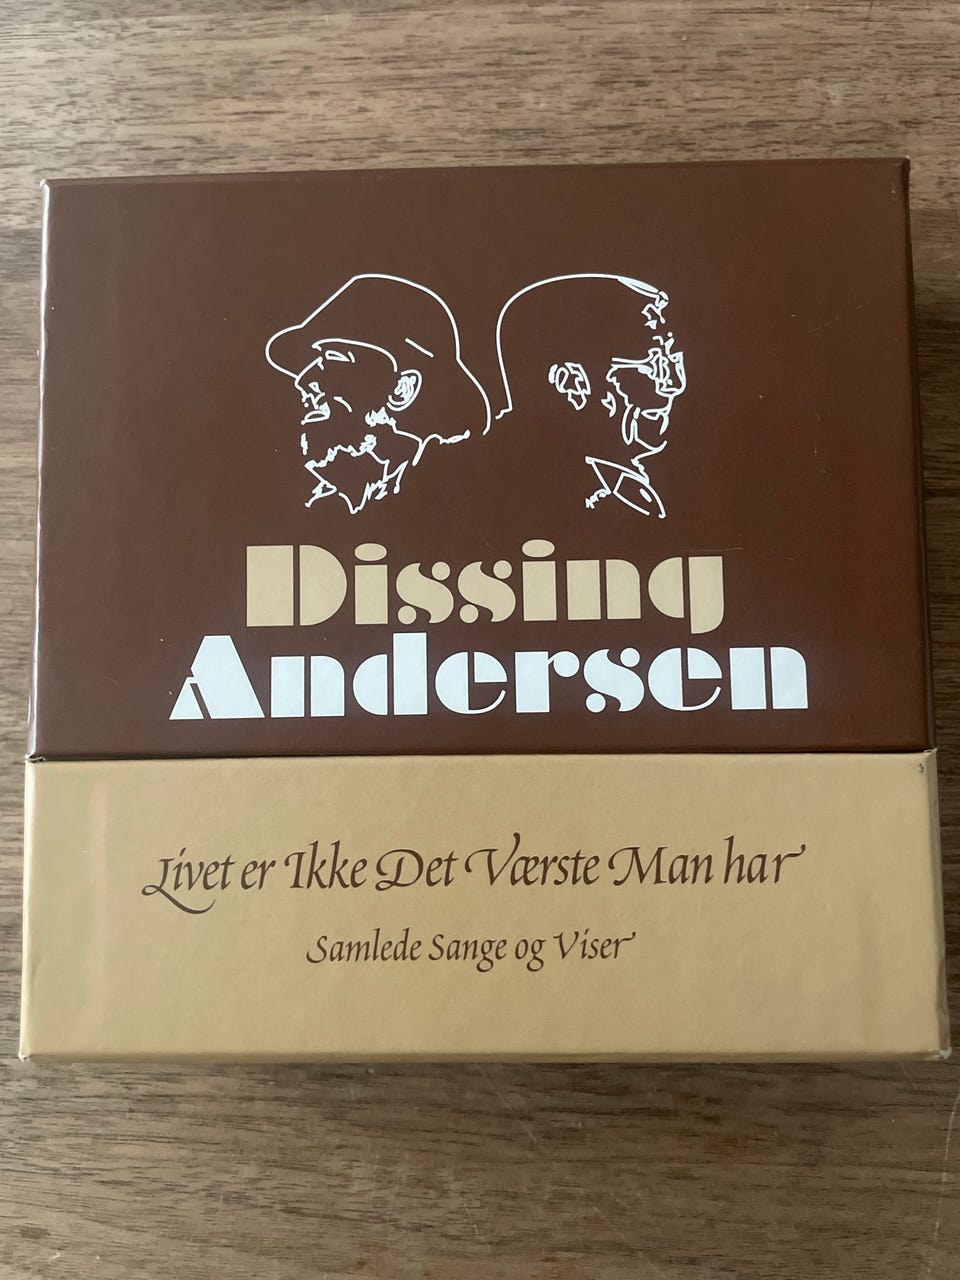 Dissing
Andersen
Livet er Ikke Det Værste Man har
Samlede Sange og Viser